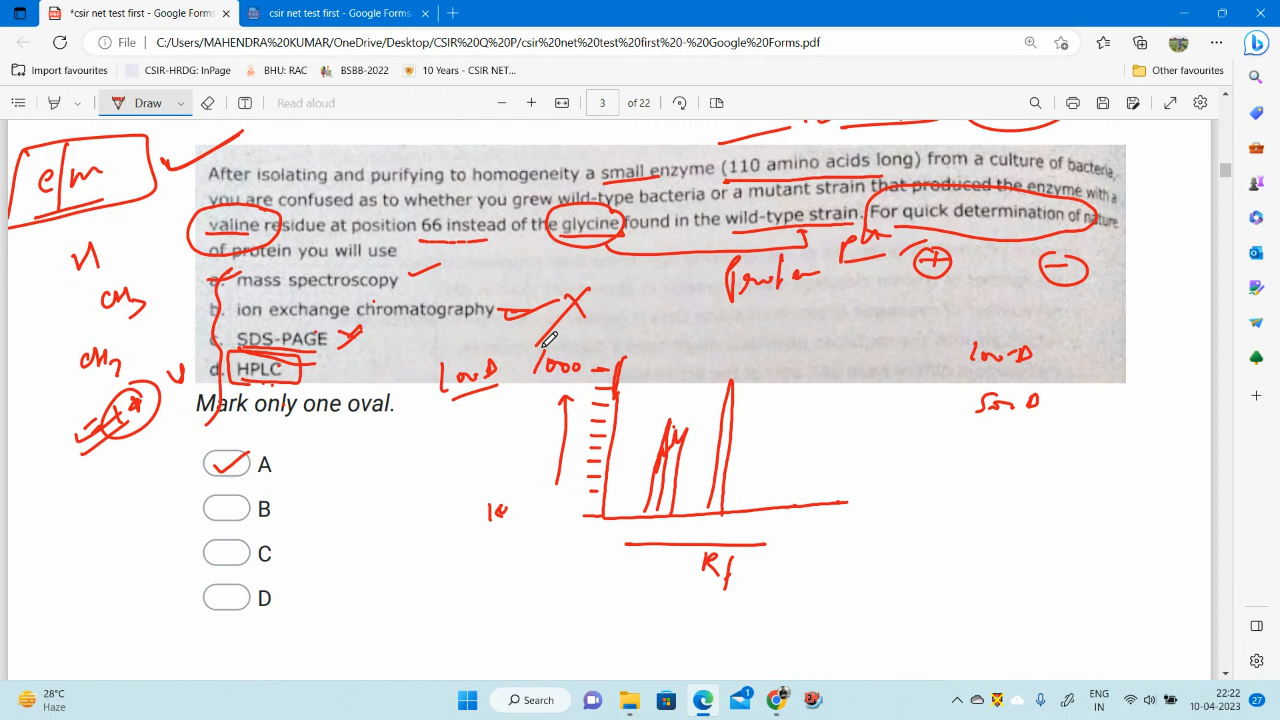 *csir net test first - Google Forms
csir net test first - Google Forms
File C:/Users/MAHENDRA%20KUMAR/OneDrive/Desktop/CSIR%20Q%20P/csir%20net%20test%20first%20-%20Google%20Forms.pdf
Import favourites CSIR-HRDG: InPage BHU: RAC BSBB-2022 10 Years - CSIR NET... Other favourites
Draw Read aloud 3 of 22
e/m
After isolating and purifying to homogeneity a small enzyme (110 amino acids long) from a culture of bacteria,
you are confused as to whether you grew wild-type bacteria or a mutant strain that produced the enzyme with a
valine residue at position 66 instead of the glycine found in the wild-type strain. For quick determination of nature
of protein you will use
a. mass spectroscopy
b. ion exchange chromatography
c. SDS-PAGE
d. HPLC
+
-
CH3
1000
Rf
Mark only one oval.
A
B
C
D
28°C
Haze
Search
ENG
IN
22:22
10-04-2023
27
1